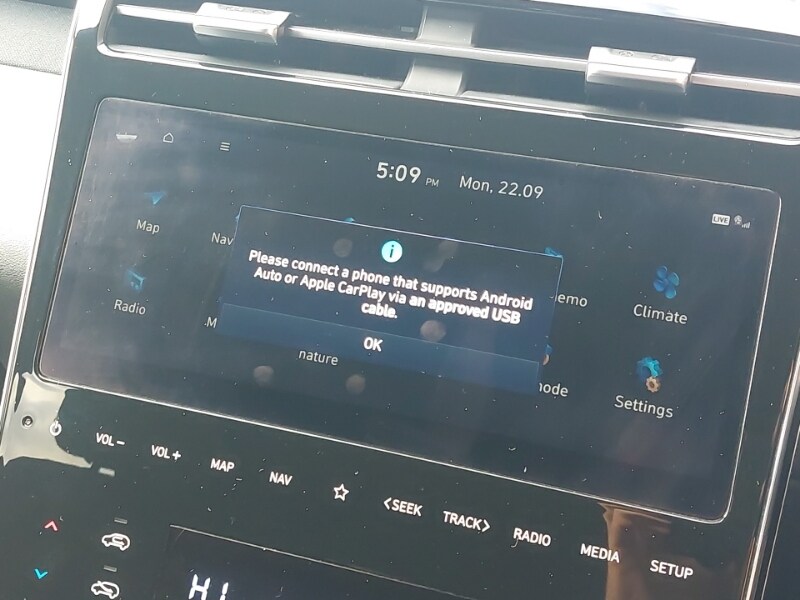 5:09 PM Mon, 22.09
LIVE
Map
Nav
Please connect a phone that supports Android
Auto or Apple CarPlay via an approved USB
cable.
OK
emo
Climate
Radio
M
nature
node
Settings
VOL− VOL+ MAP NAV <SEEK TRACK> RADIO MEDIA SETUP
HI